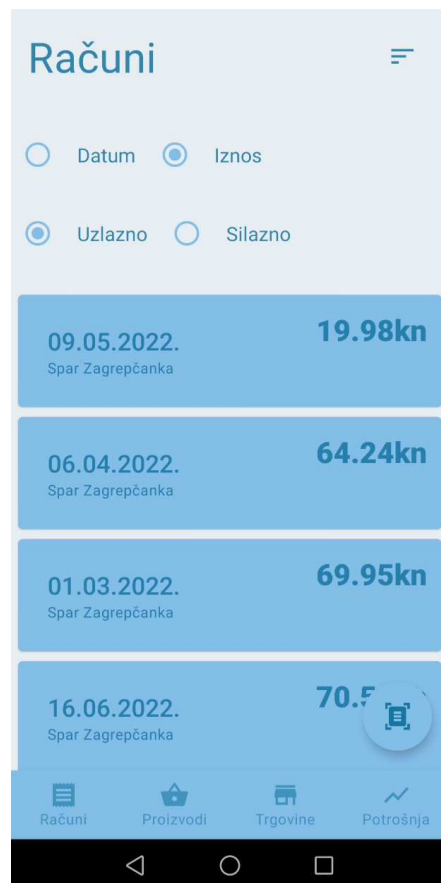 Računi
Datum Iznos
Uzlazno Silazno
09.05.2022. 19.98kn
Spar Zagrepčanka
06.04.2022. 64.24kn
Spar Zagrepčanka
01.03.2022. 69.95kn
Spar Zagrepčanka
16.06.2022.
Spar Zagrepčanka
Računi Proizvodi Trgovine Potrošnja